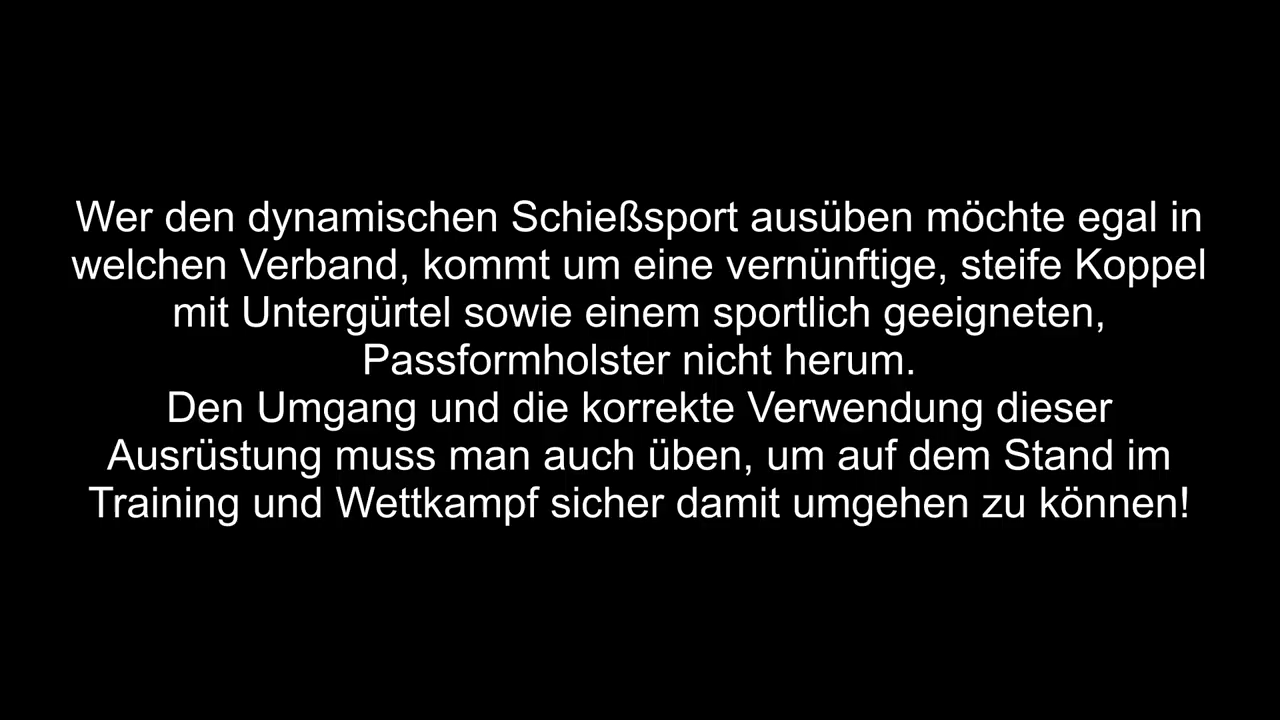 Wer den dynamischen Schießsport ausüben möchte egal in
welchen Verband, kommt um eine vernünftige, steife Koppel
mit Untergürtel sowie einem sportlich geeigneten,
Passformholster nicht herum.
Den Umgang und die korrekte Verwendung dieser
Ausrüstung muss man auch üben, um auf dem Stand im
Training und Wettkampf sicher damit umgehen zu können!